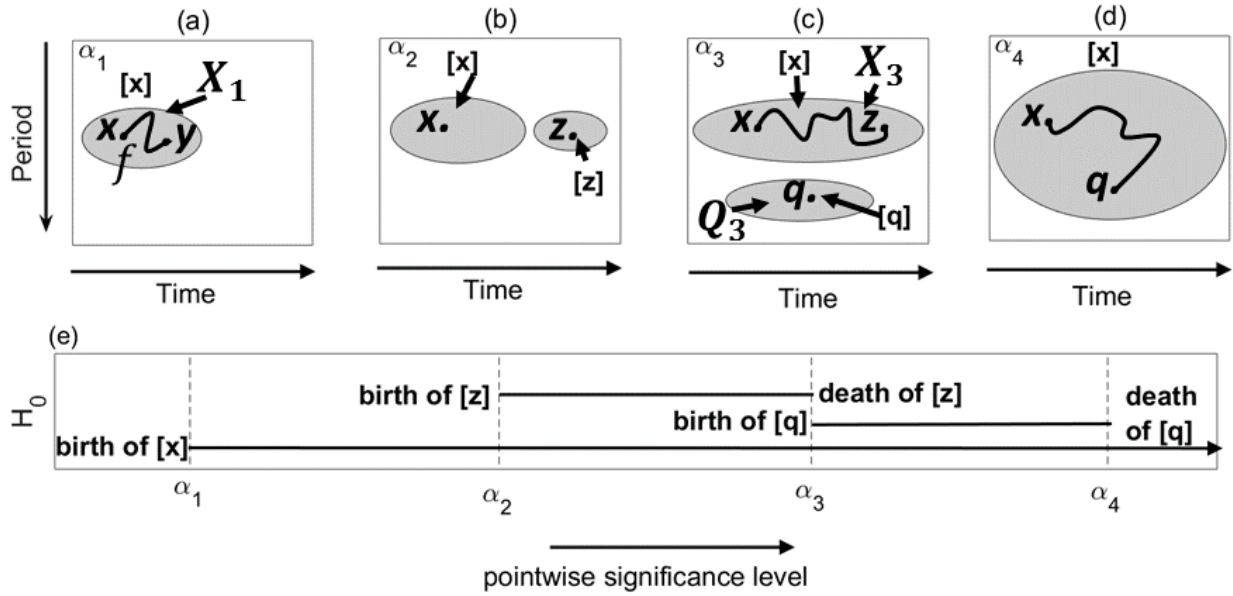 (a)
(b)
(c)
(d)
Period
α1
[x]
X1
x.
y
f
α2
[x]
x.
z.
[z]
α3
[x]
X3
x.
z.
q.
Q3
[q]
α4
[x]
x.
q
Time
Time
Time
Time
(e)
H0
birth of [z]
death of [z]
death
birth of [q]
of [q]
birth of [x]
α1
α2
α3
α4
pointwise significance level